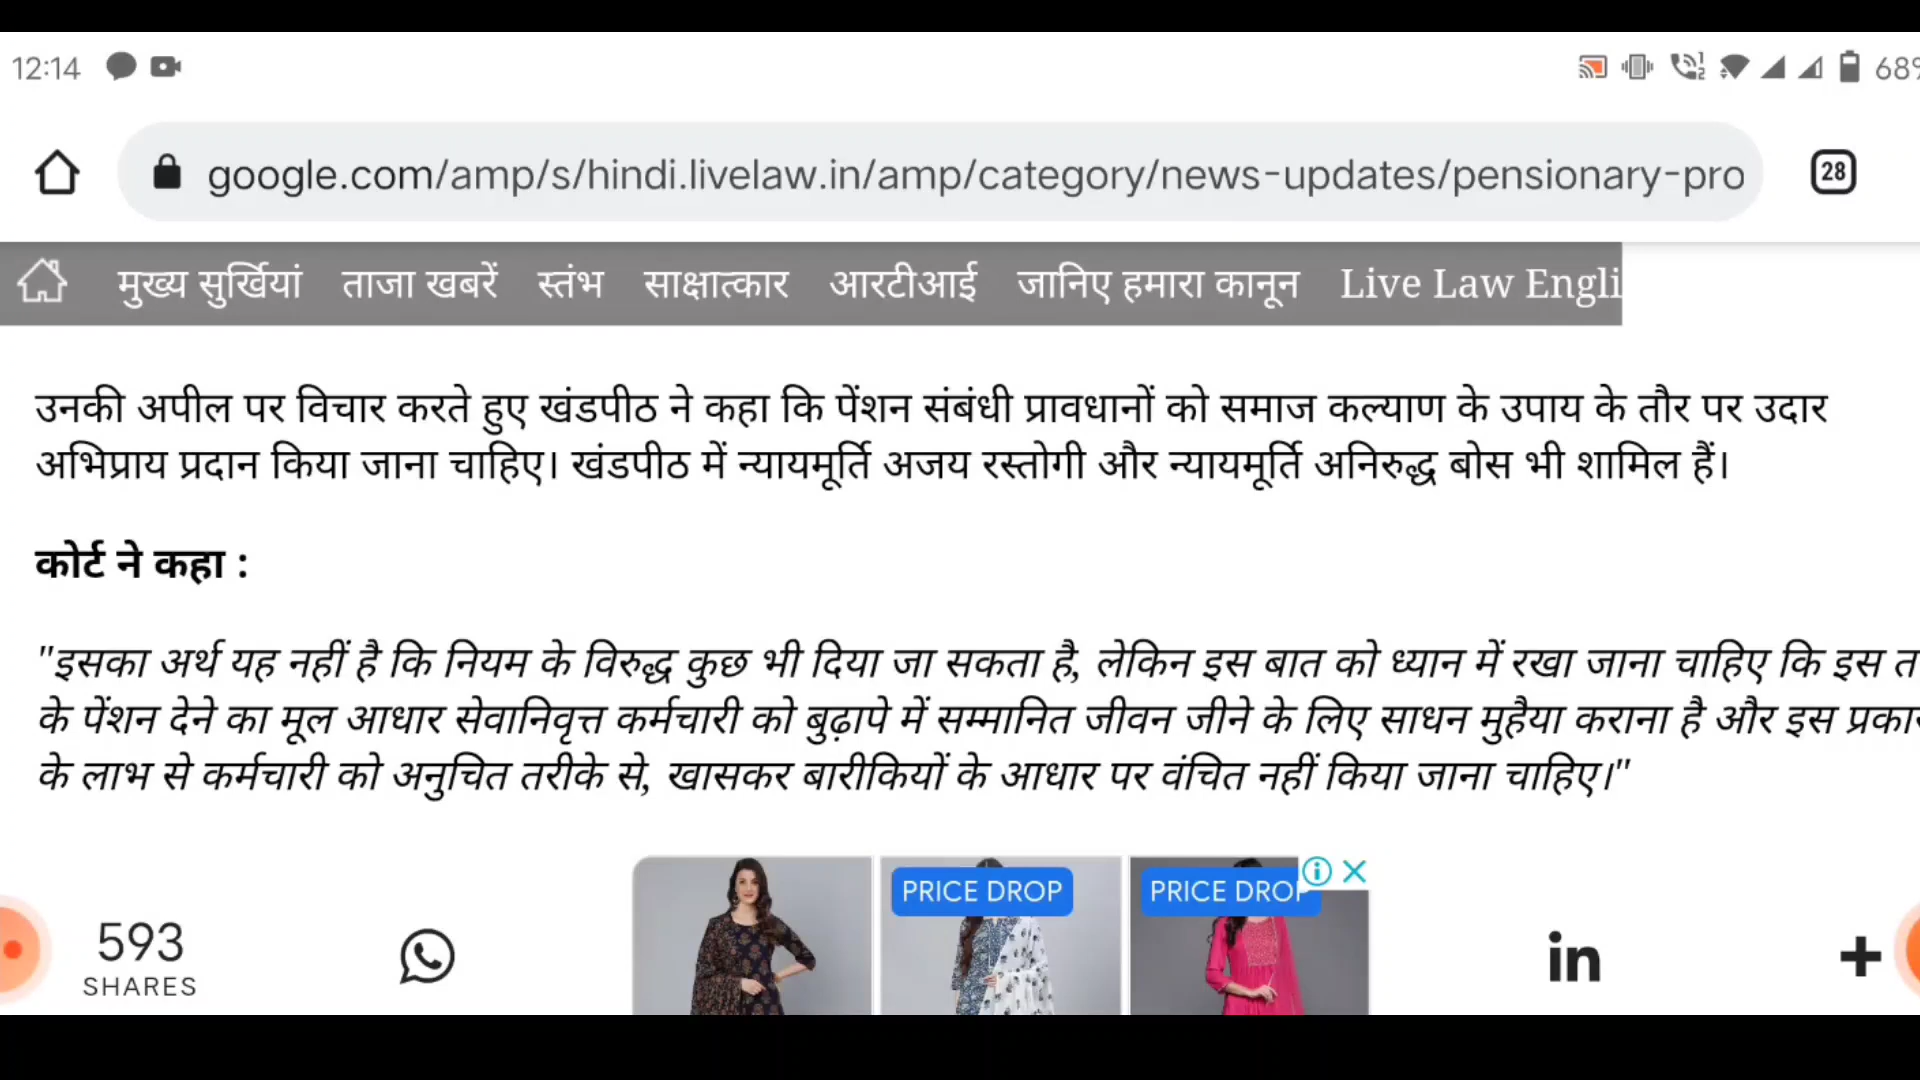 12:14
68%
google.com/amp/s/hindi.livelaw.in/amp/category/news-updates/pensionary-pro
28
मुख्य सुर्खियां ताजा खबरें स्तंभ साक्षात्कार आरटीआई जानिए हमारा कानून Live Law Engli
उनकी अपील पर विचार करते हुए खंडपीठ ने कहा कि पेंशन संबंधी प्रावधानों को समाज कल्याण के उपाय के तौर पर उदार
अभिप्राय प्रदान किया जाना चाहिए। खंडपीठ में न्यायमूर्ति अजय रस्तोगी और न्यायमूर्ति अनिरुद्ध बोस भी शामिल हैं।
कोर्ट ने कहा :
"इसका अर्थ यह नहीं है कि नियम के विरुद्ध कुछ भी दिया जा सकता है, लेकिन इस बात को ध्यान में रखा जाना चाहिए कि इस त
के पेंशन देने का मूल आधार सेवानिवृत्त कर्मचारी को बुढ़ापे में सम्मानित जीवन जीने के लिए साधन मुहैया कराना है और इस प्रकार
के लाभ से कर्मचारी को अनुचित तरीके से, खासकर बारीकियों के आधार पर वंचित नहीं किया जाना चाहिए।"
PRICE DROP
PRICE DROP
593
SHARES
in